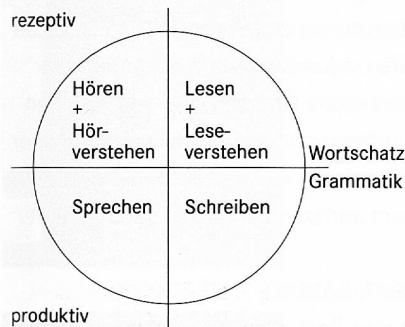 rezeptiv
Hören
+
Hör-
verstehen
Lesen
+
Lese-
verstehen
Wortschatz
Grammatik
Sprechen
Schreiben
produktiv